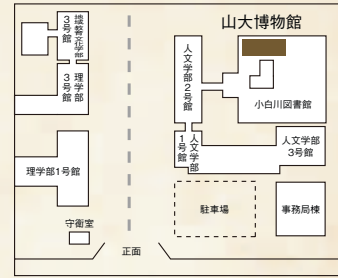 山大博物館
3号館
理学部
3号館
人文学部
2号館
小白川図書館
人文学部
1号館
人文学部
3号館
理学部1号館
駐車場
事務局棟
守衛室
正面